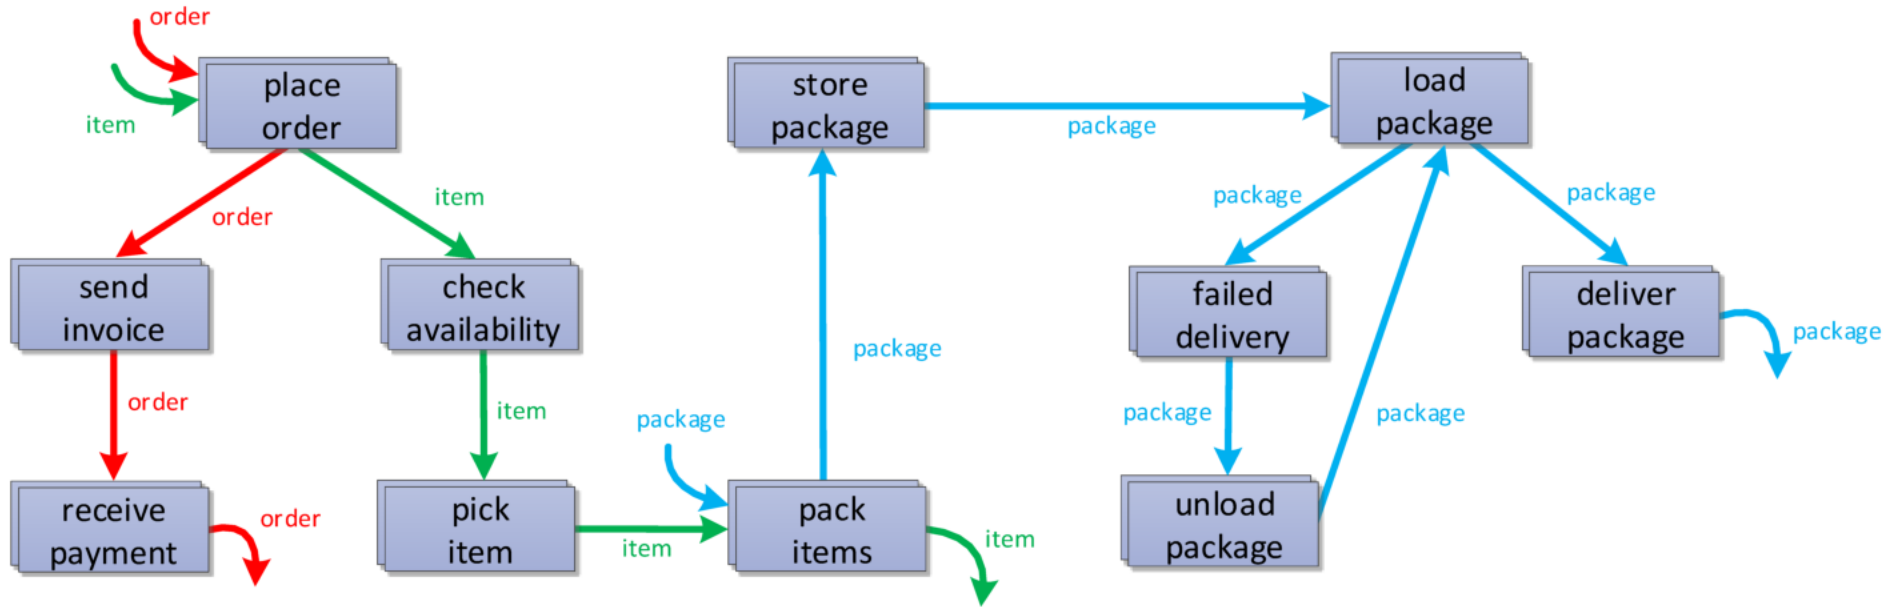 order
item
place
order
order
item
send
invoice
check
availability
order
item
receive
payment
order
pick
item
item
package
pack
items
item
package
store
package
package
load
package
package
package
failed
delivery
deliver
package
package
package
package
unload
package